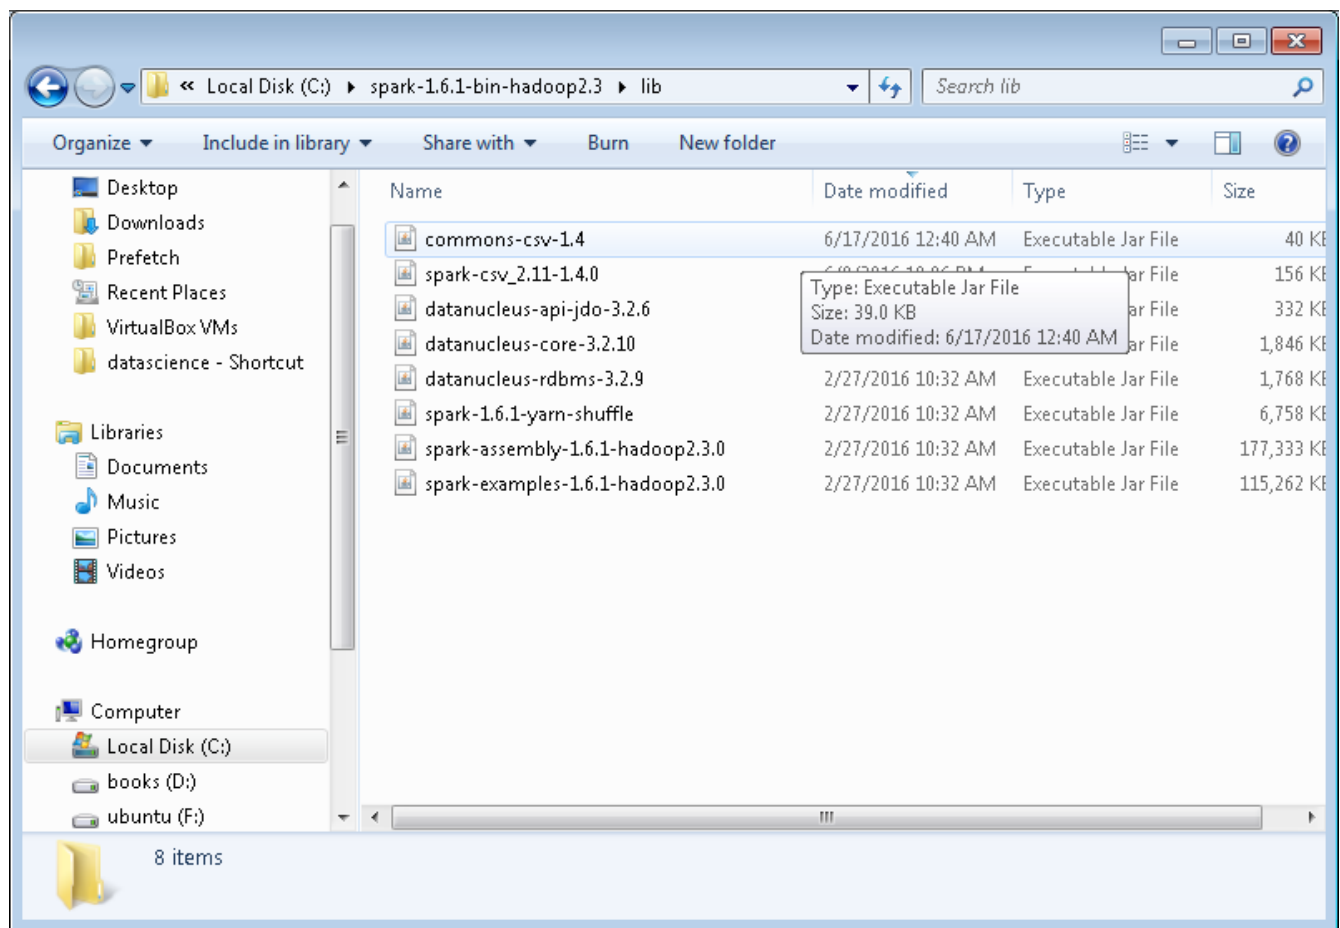 « Local Disk (C:) ▸ spark-1.6.1-bin-hadoop2.3 ▸ lib
Search lib
Organize Include in library Share with Burn New folder
Name Date modified Type Size
Desktop
Downloads
Prefetch
Recent Places
VirtualBox VMs
datascience - Shortcut
Libraries
Documents
Music
Pictures
Videos
Homegroup
Computer
Local Disk (C:)
books (D:)
ubuntu (F:)
commons-csv-1.4 6/17/2016 12:40 AM Executable Jar File 40 KB
spark-csv_2.11-1.4.0 156 KB
datanucleus-api-jdo-3.2.6 ar File 332 KB
datanucleus-core-3.2.10 ar File 1,846 KB
datanucleus-rdbms-3.2.9 2/27/2016 10:32 AM Executable Jar File 1,768 KB
spark-1.6.1-yarn-shuffle 2/27/2016 10:32 AM Executable Jar File 6,758 KB
spark-assembly-1.6.1-hadoop2.3.0 2/27/2016 10:32 AM Executable Jar File 177,333 KB
spark-examples-1.6.1-hadoop2.3.0 2/27/2016 10:32 AM Executable Jar File 115,262 KB
Type: Executable Jar File
Size: 39.0 KB
Date modified: 6/17/2016 12:40 AM
8 items